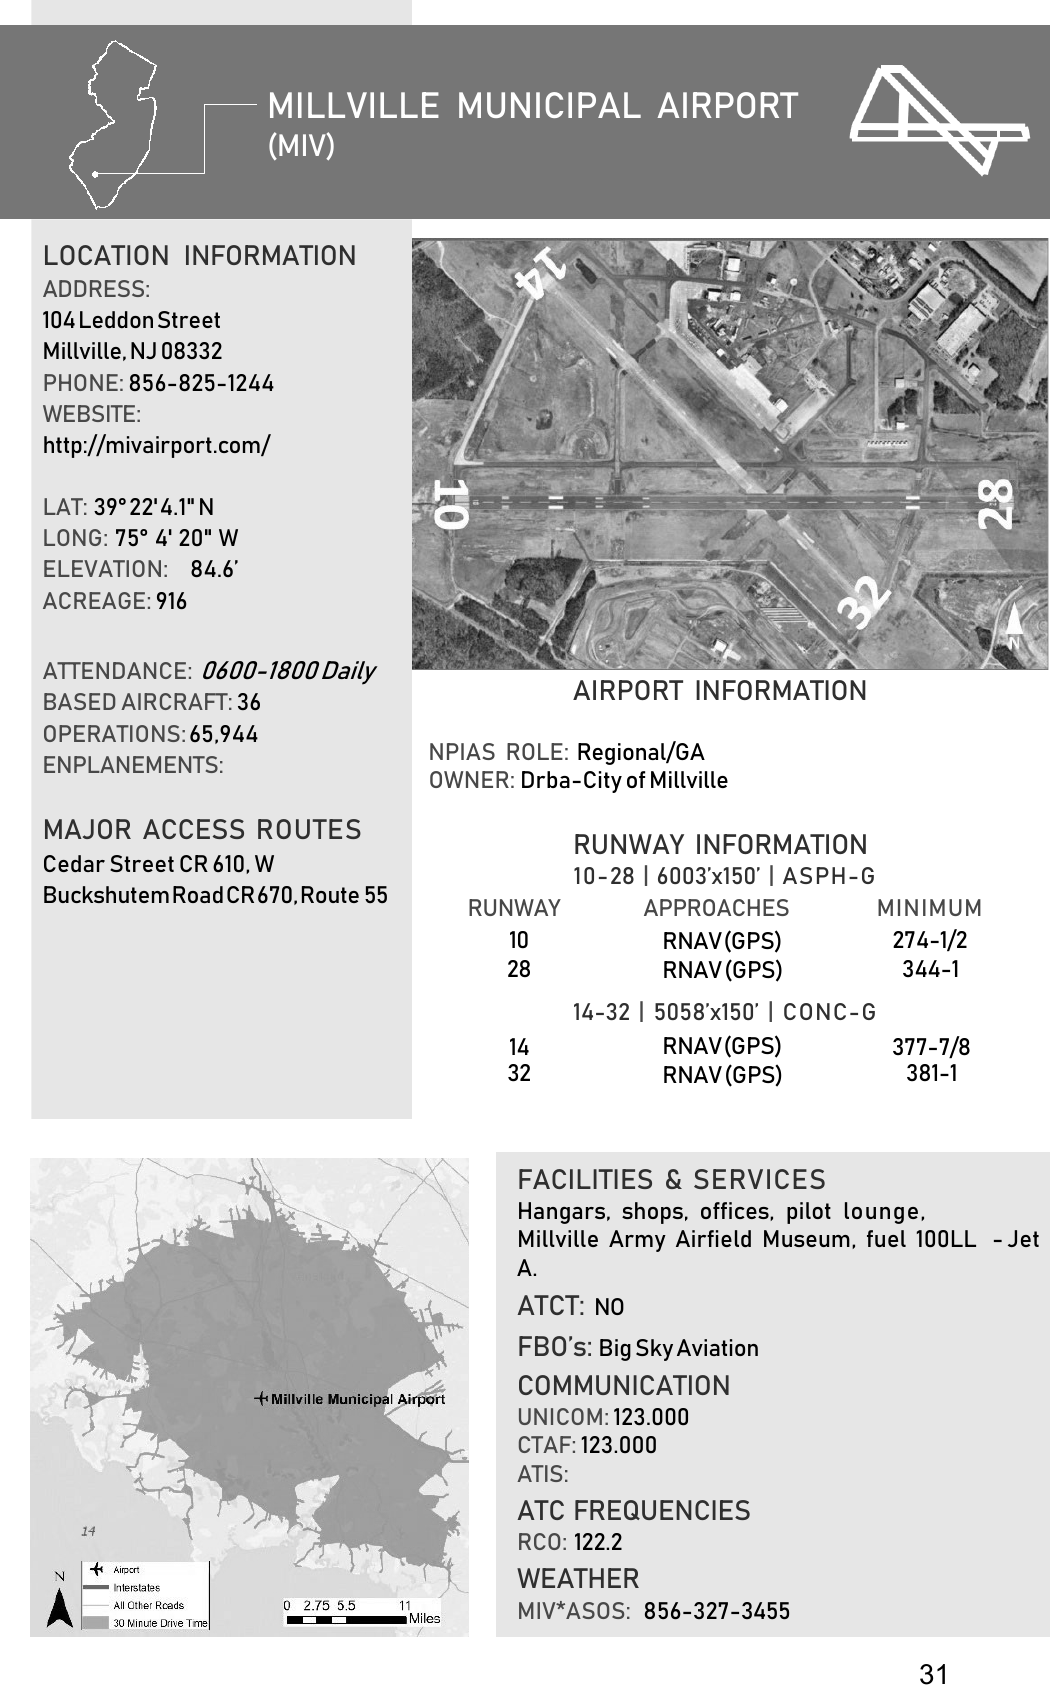 MILLVILLE MUNICIPAL AIRPORT
(MIV)
LOCATION INFORMATION
ADDRESS:
104 Leddon Street
Millville, NJ 08332
PHONE: 856-825-1244
WEBSITE:
http://mivairport.com/
LAT: 39° 22' 4.1" N
LONG: 75° 4' 20" W
ELEVATION: 84.6’
ACREAGE: 916
ATTENDANCE: 0600-1800 Daily
BASED AIRCRAFT: 36
OPERATIONS: 65,944
ENPLANEMENTS:
MAJOR ACCESS ROUTES
Cedar Street CR 610, W
Buckshutem Road CR 670, Route 55
14
10
28
32
N
AIRPORT INFORMATION
NPIAS ROLE: Regional/GA
OWNER: Drba-City of Millville
RUNWAY INFORMATION
10-28 | 6003’x150’ | ASPH-G
RUNWAY APPROACHES MINIMUM
10 RNAV (GPS) 274-1/2
28 RNAV (GPS) 344-1
14-32 | 5058’x150’ | CONC-G
14 RNAV (GPS) 377-7/8
32 RNAV (GPS) 381-1
Millville Municipal Airport
14
N
Airport
Interstates
All Other Roads
30 Minute Drive Time
0 2.75 5.5 11
Miles
FACILITIES & SERVICES
Hangars, shops, offices, pilot lounge,
Millville Army Airfield Museum, fuel 100LL - Jet
A.
ATCT: NO
FBO’s: Big Sky Aviation
COMMUNICATION
UNICOM: 123.000
CTAF: 123.000
ATIS:
ATC FREQUENCIES
RCO: 122.2
WEATHER
MIV*ASOS: 856-327-3455
31